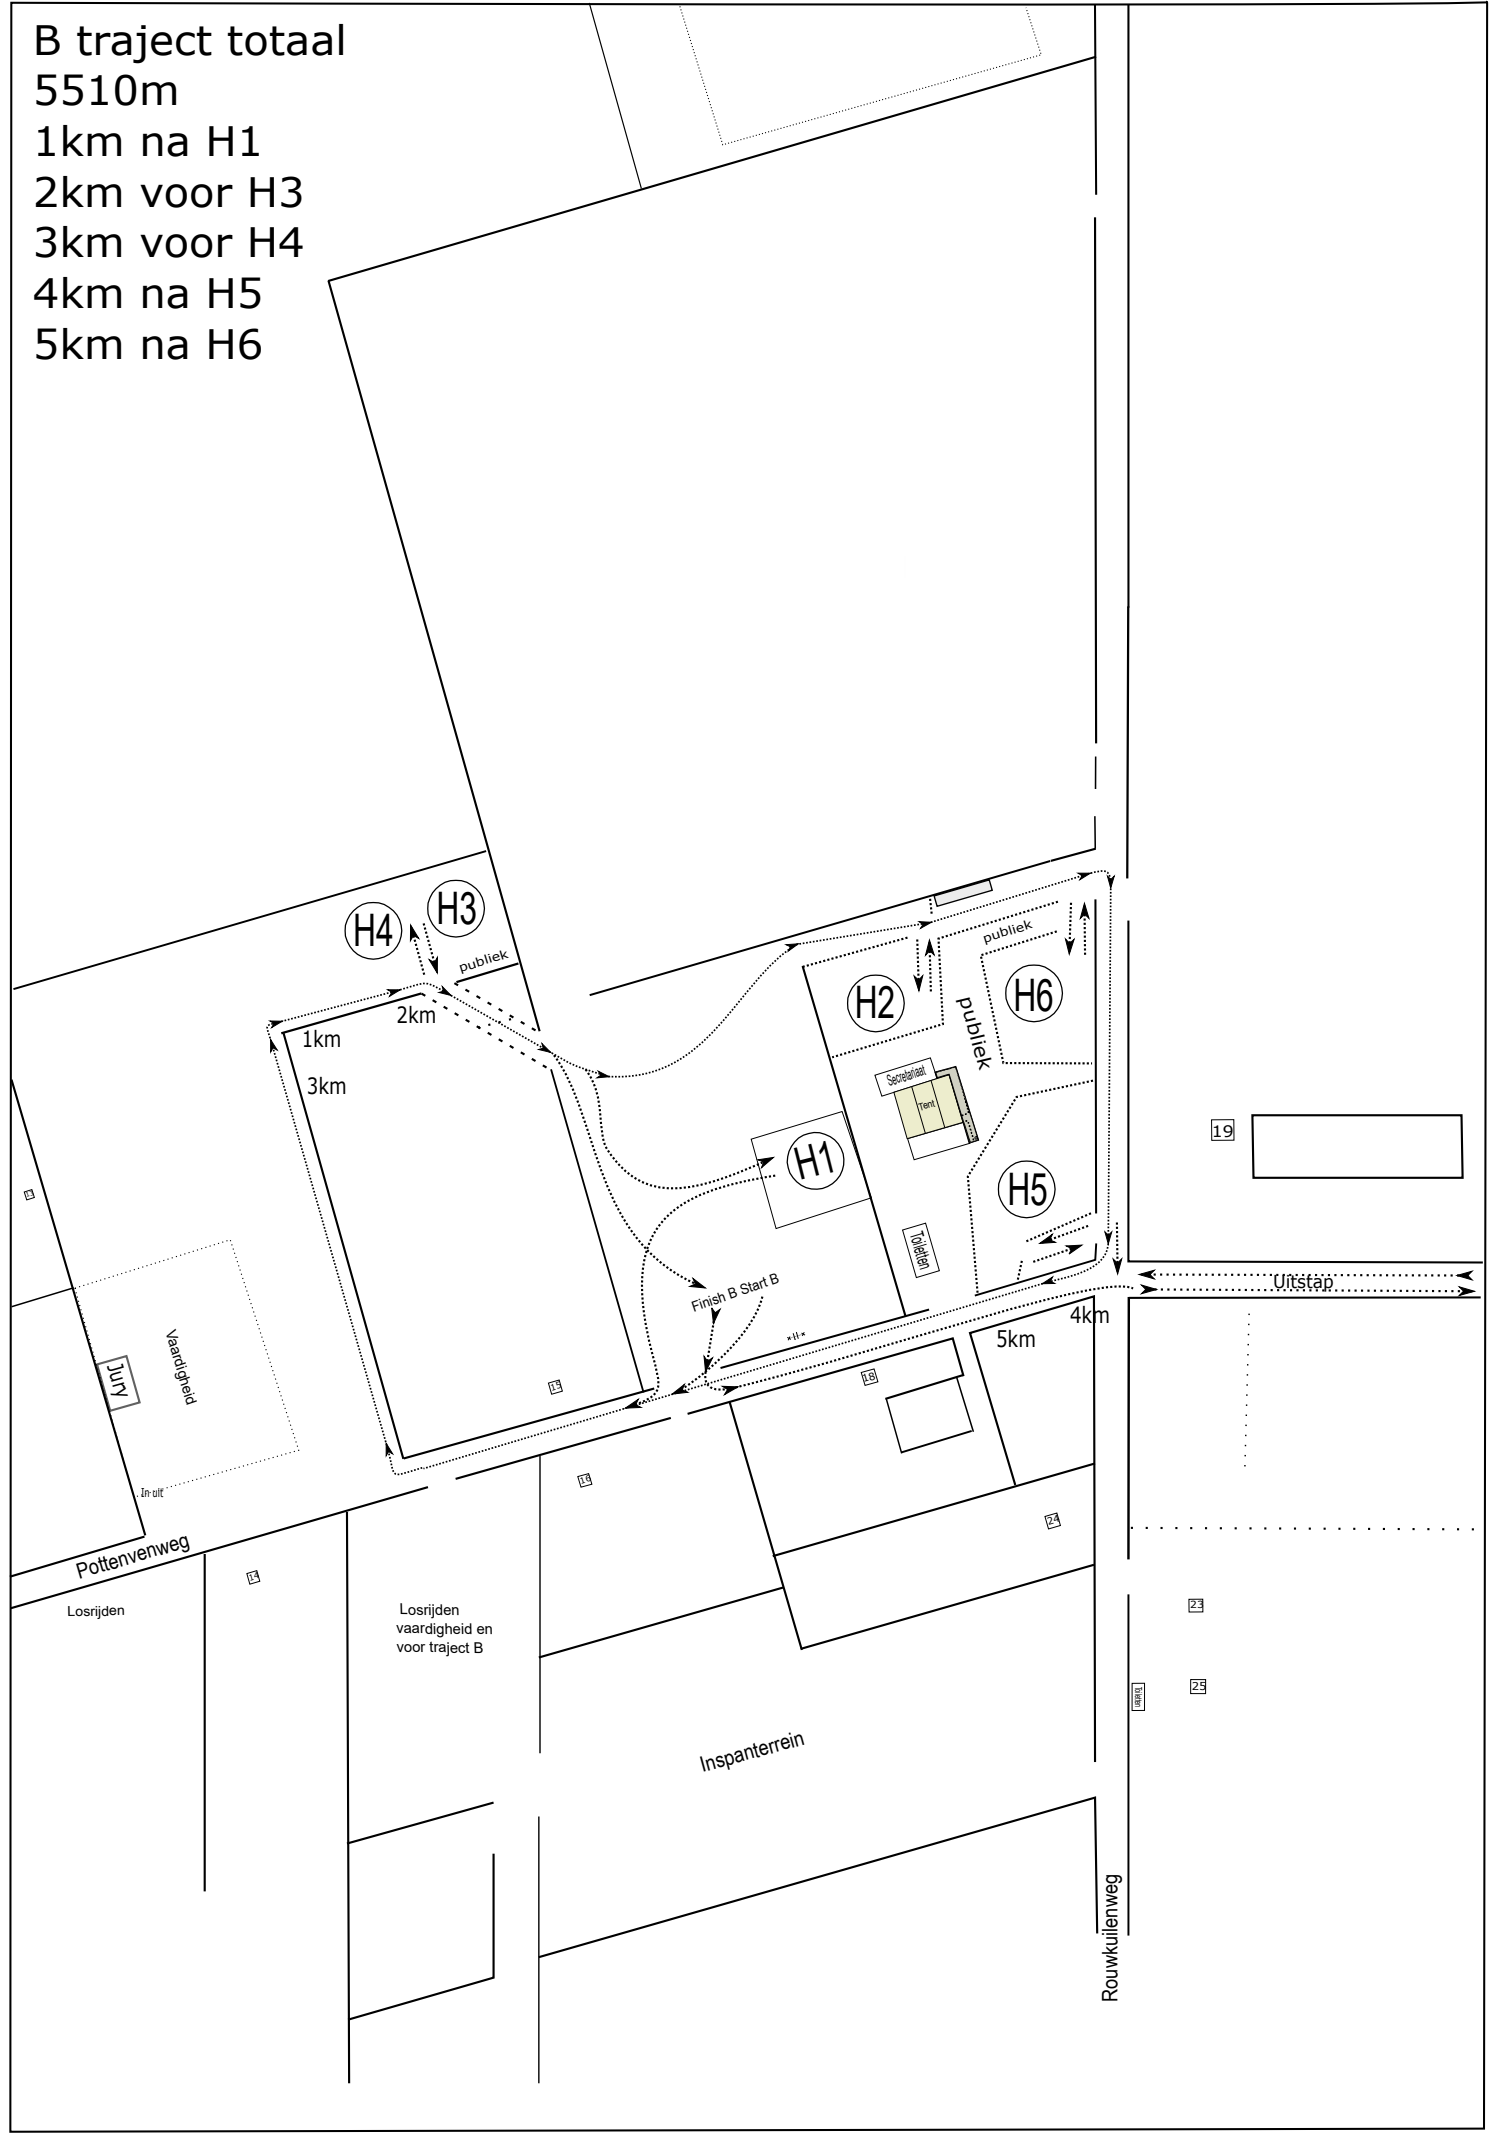 B traject totaal
5510m
1km na H1
2km voor H3
3km voor H4
4km na H5
5km na H6
H4
H3
publiek
2km
1km
3km
H2
publiek
H6
publiek
Secretariaat
Tent
H1
H5
Toiletten
19
Uitstap
Finish B Start B
4km
5km
Vaardigheid
Jury
15
18
16
In uit
24
Pottenvenweg
14
Losrijden
Losrijden
vaardigheid en
voor traject B
23
25
Toiletten
Inspanterrein
Rouwkuilenweg